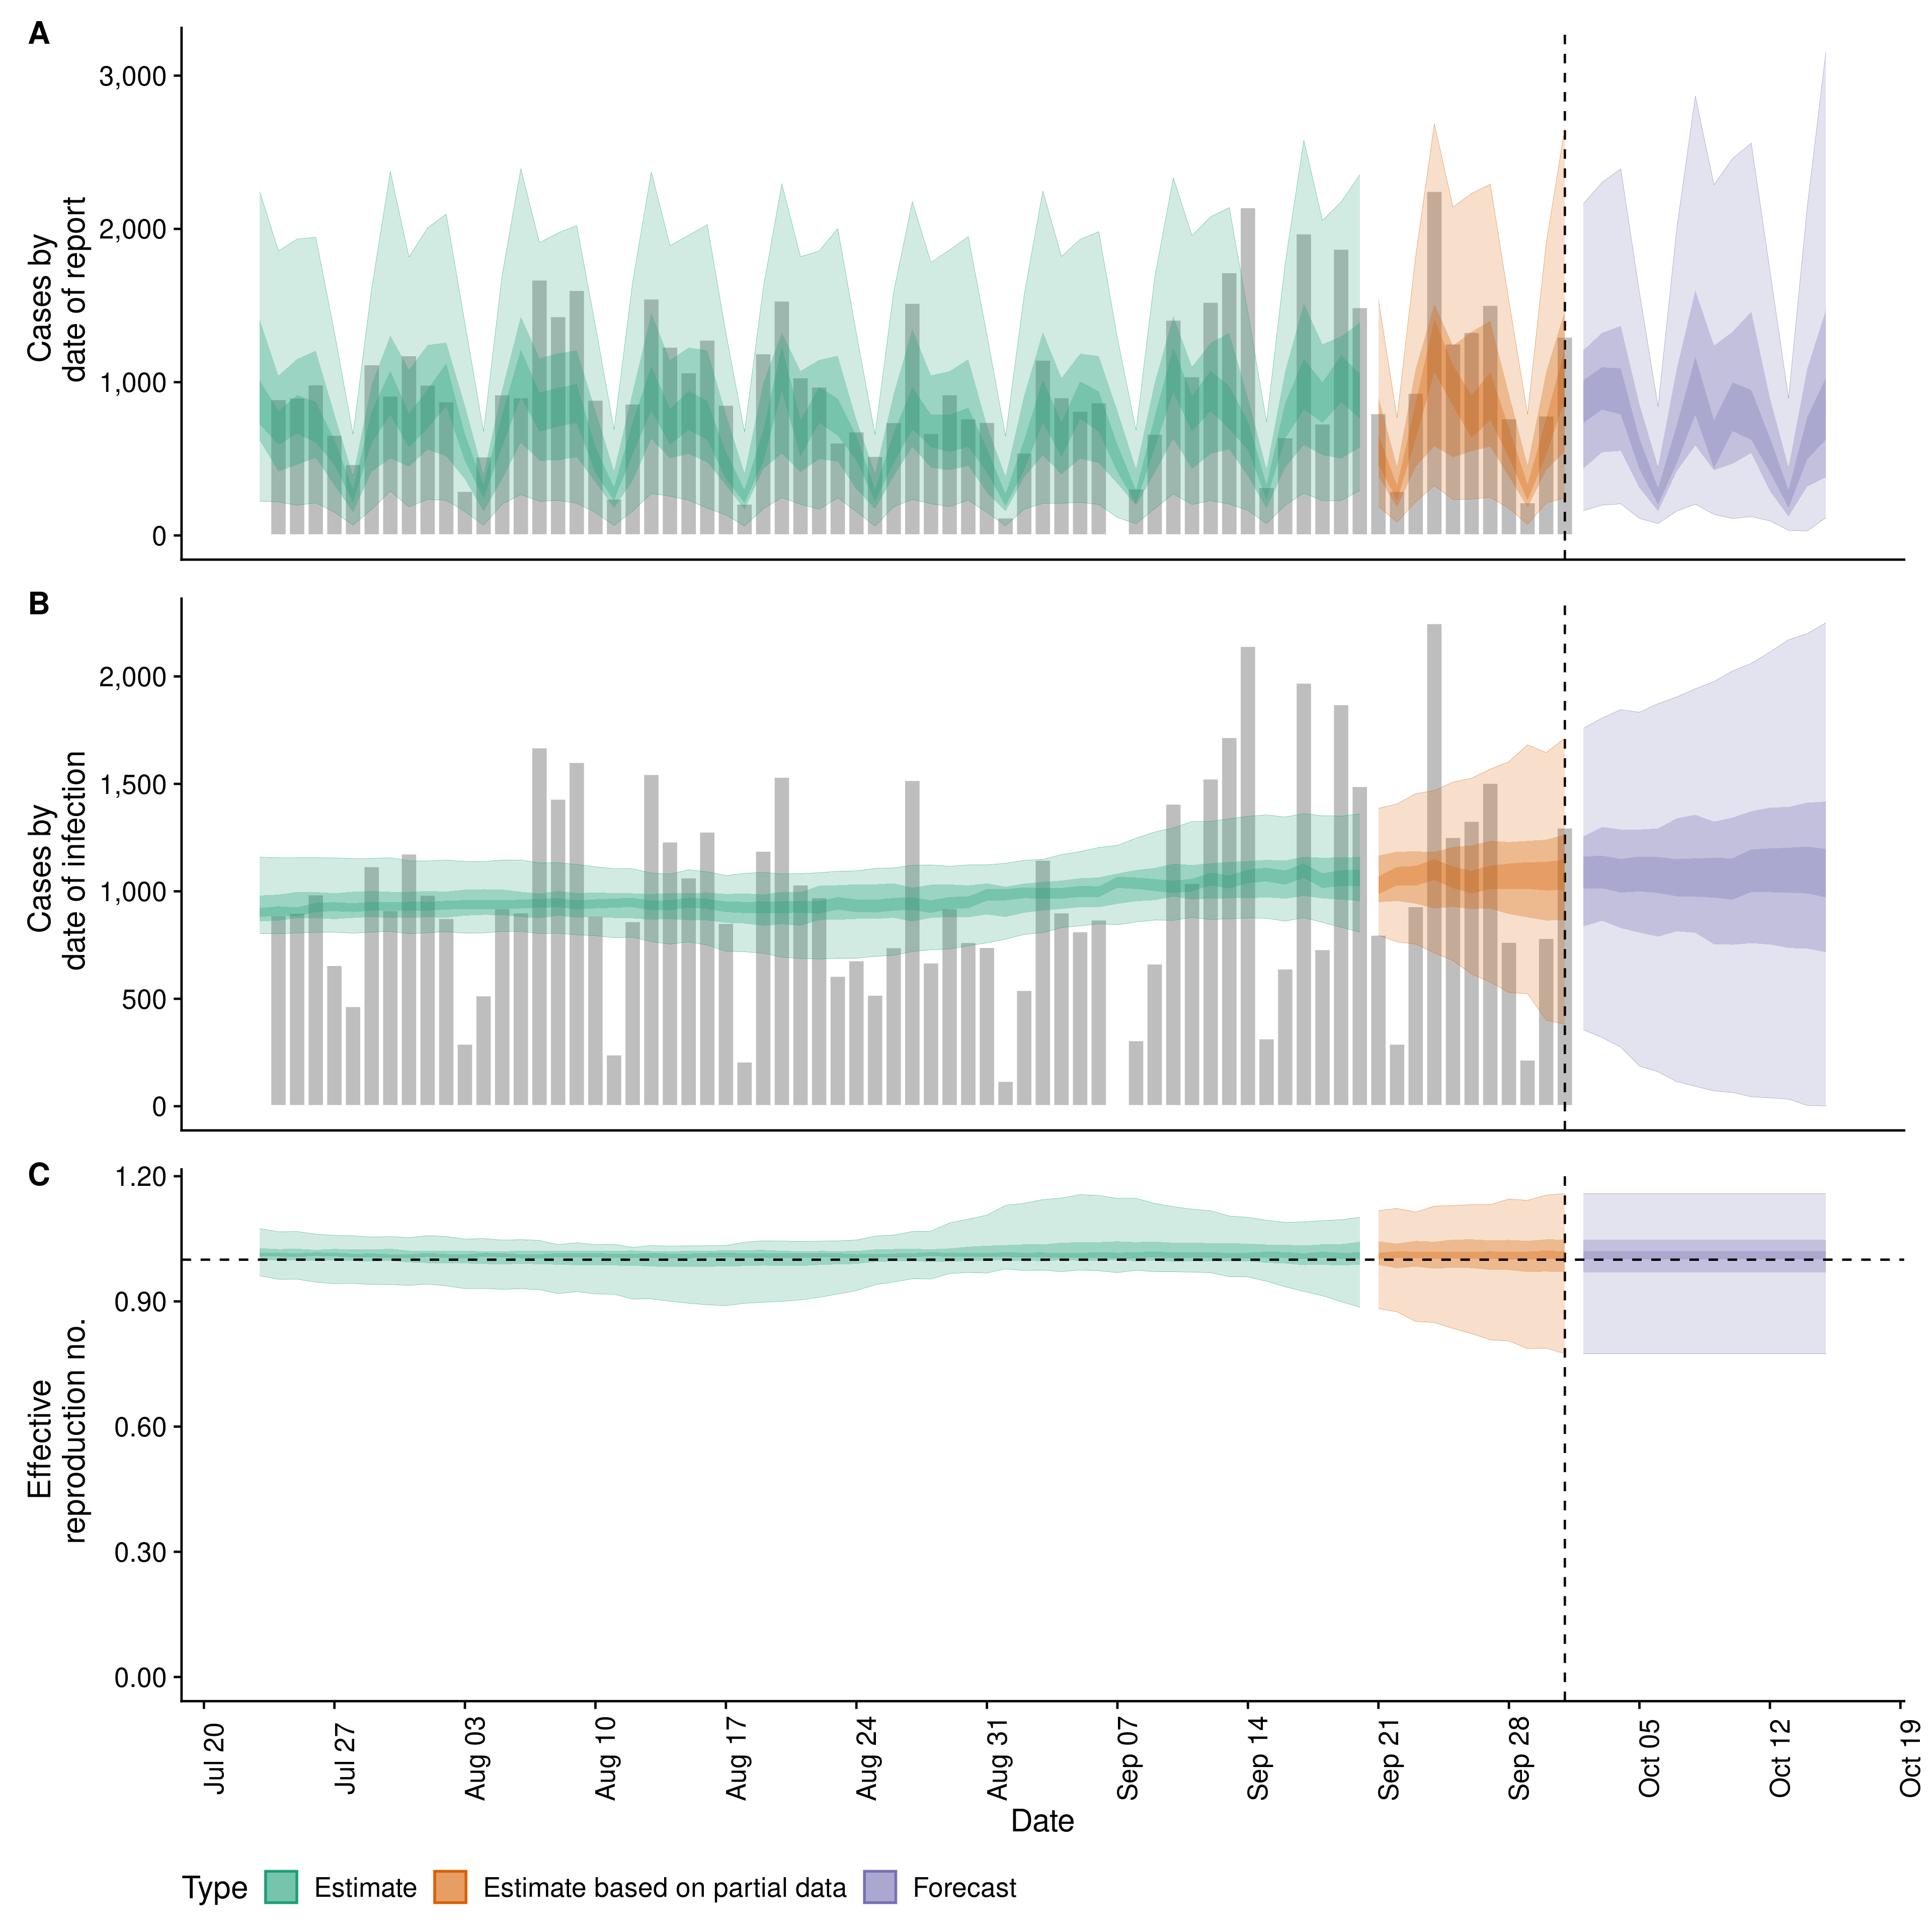 A
Cases by
date of report
3,000
2,000
1,000
0
B
Cases by
date of infection
2,000
1,500
1,000
500
0
C
Effective
reproduction no.
1.20
0.90
0.60
0.30
0.00
Jul 20
Jul 27
Aug 03
Aug 10
Aug 17
Aug 24
Aug 31
Sep 07
Sep 14
Sep 21
Sep 28
Oct 05
Oct 12
Oct 19
Date
Type Estimate Estimate based on partial data Forecast